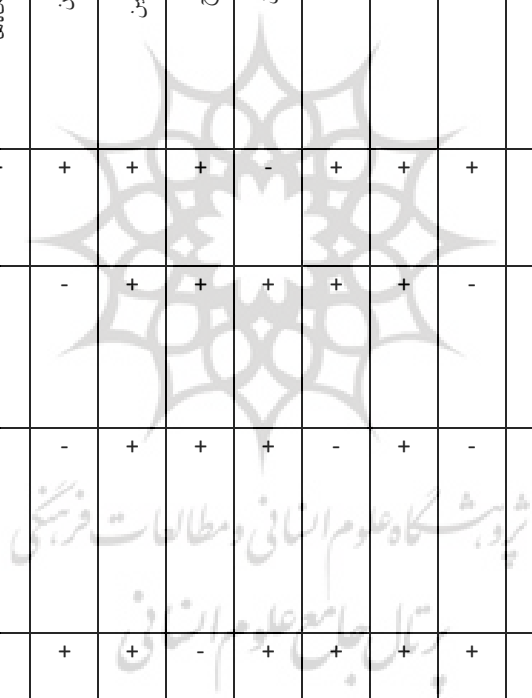 + + + - + + +
- + + + + + -
- + + + - + -
پژوهشگاه علوم انسانی و مطالعات فرهنگی
پرتال جامع علوم انسانی
+ + - + + + +